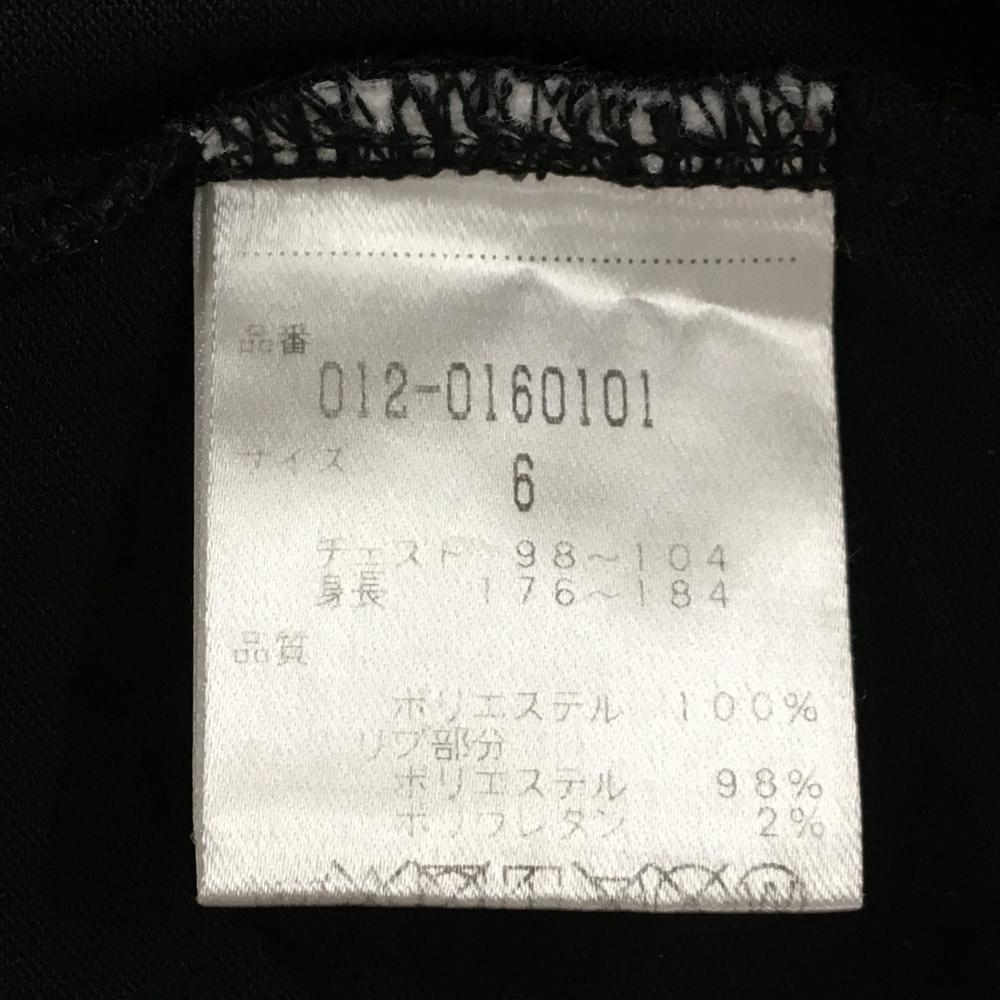 品番
012-0160101
サイズ
6
チェスト 98~104
身長 176~184
品質
ポリエステル 100%
リブ部分
ポリエステル 98%
ポリウレタン 2%